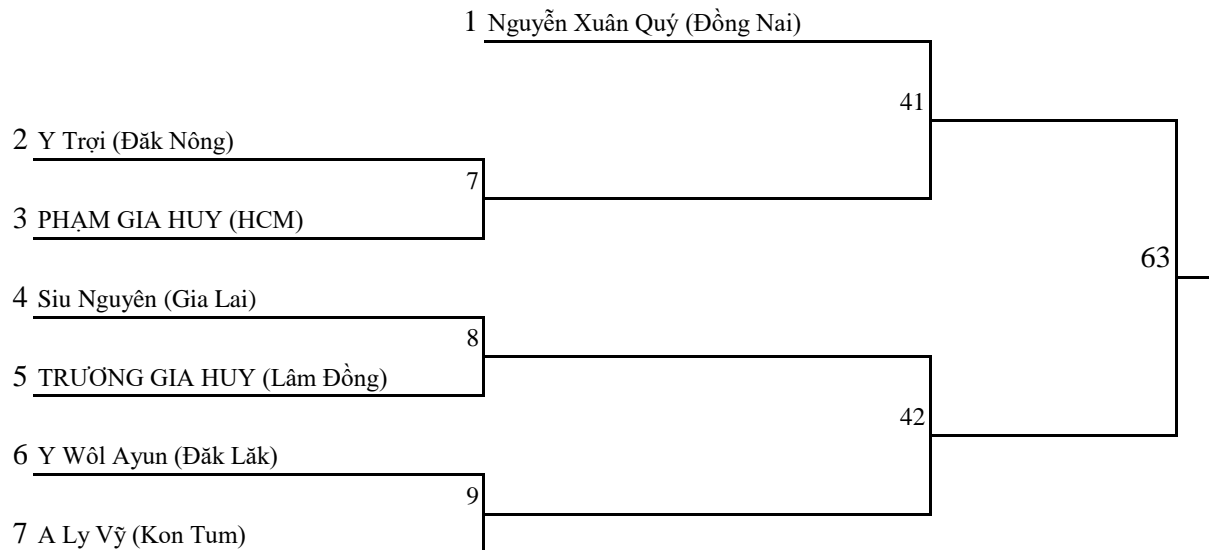 1 Nguyễn Xuân Quý (Đồng Nai)
41
2 Y Trợi (Đăk Nông)
7
3 PHẠM GIA HUY (HCM)
63
4 Siu Nguyên (Gia Lai)
8
5 TRƯƠNG GIA HUY (Lâm Đồng)
42
6 Y Wôl Ayun (Đăk Lăk)
9
7 A Ly Vỹ (Kon Tum)